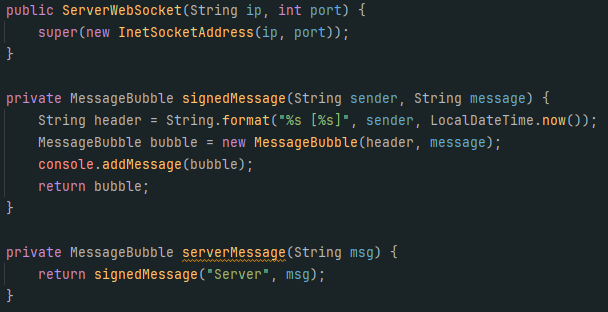 public ServerWebSocket(String ip, int port) {
    super(new InetSocketAddress(ip, port));
}

private MessageBubble signedMessage(String sender, String message) {
    String header = String.format("%s [%s]", sender, LocalDateTime.now());
    MessageBubble bubble = new MessageBubble(header, message);
    console.addMessage(bubble);
    return bubble;
}

private MessageBubble serverMessage(String msg) {
    return signedMessage("Server", msg);
}